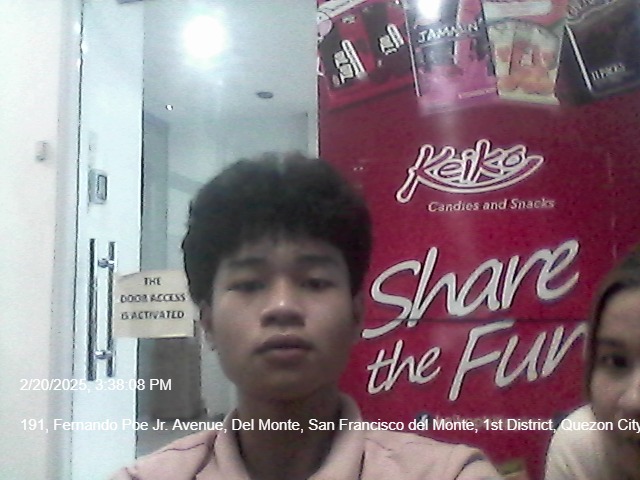 JAMMIN'
Keiko
Candies and Snacks
Share
the Fun
THE
DOOR ACCESS
IS ACTIVATED
2/20/2025, 3:38:08 PM
191, Fernando Poe Jr. Avenue, Del Monte, San Francisco del Monte, 1st District, Quezon City